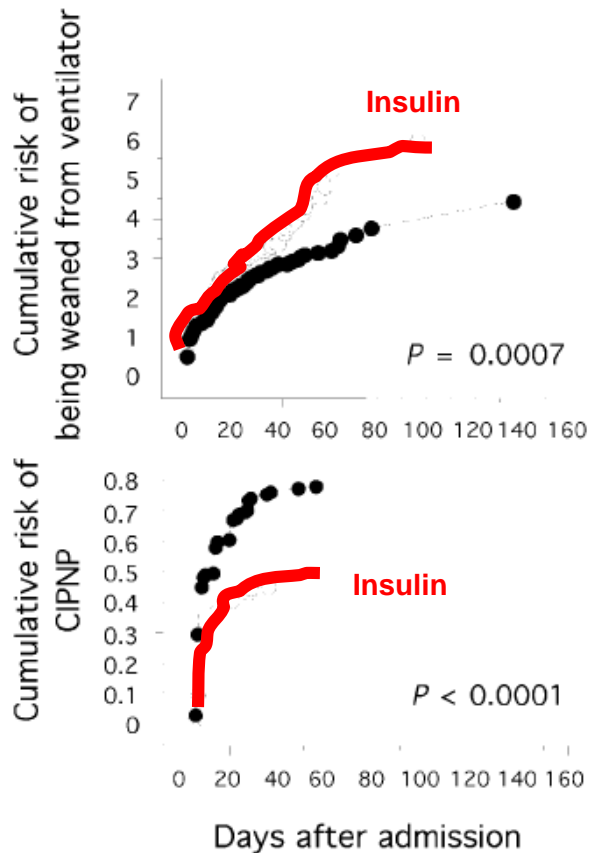 Cumulative risk of
being weaned from ventilator
7
6
5
4
3
2
1
0
Insulin
P = 0.0007
0 20 40 60 80 100 120 140 160
Cumulative risk of
CIPNP
0.8
0.7
0.6
0.5
0.4
0.3
0.2
0.1
0
Insulin
P < 0.0001
0 20 40 60 80 100 120 140 160
Days after admission